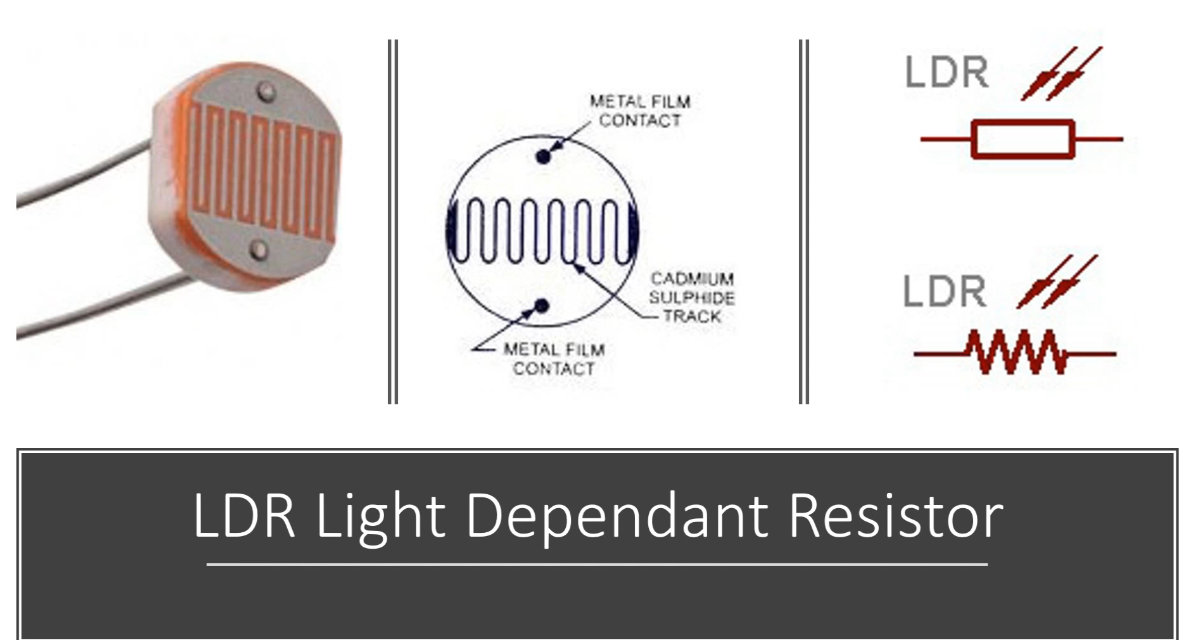 METAL FILM
CONTACT
CADMIUM
SULPHIDE
TRACK
METAL FILM
CONTACT
LDR
LDR
LDR Light Dependant Resistor